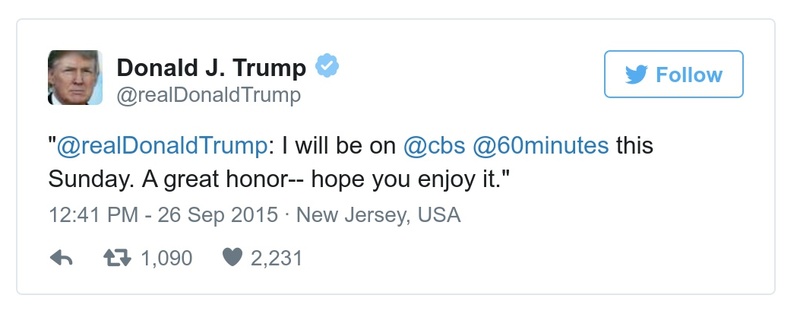 Donald J. Trump
@realDonaldTrump
Follow
"@realDonaldTrump: I will be on @cbs @60minutes this
Sunday. A great honor-- hope you enjoy it."
12:41 PM - 26 Sep 2015 · New Jersey, USA
1,090 2,231